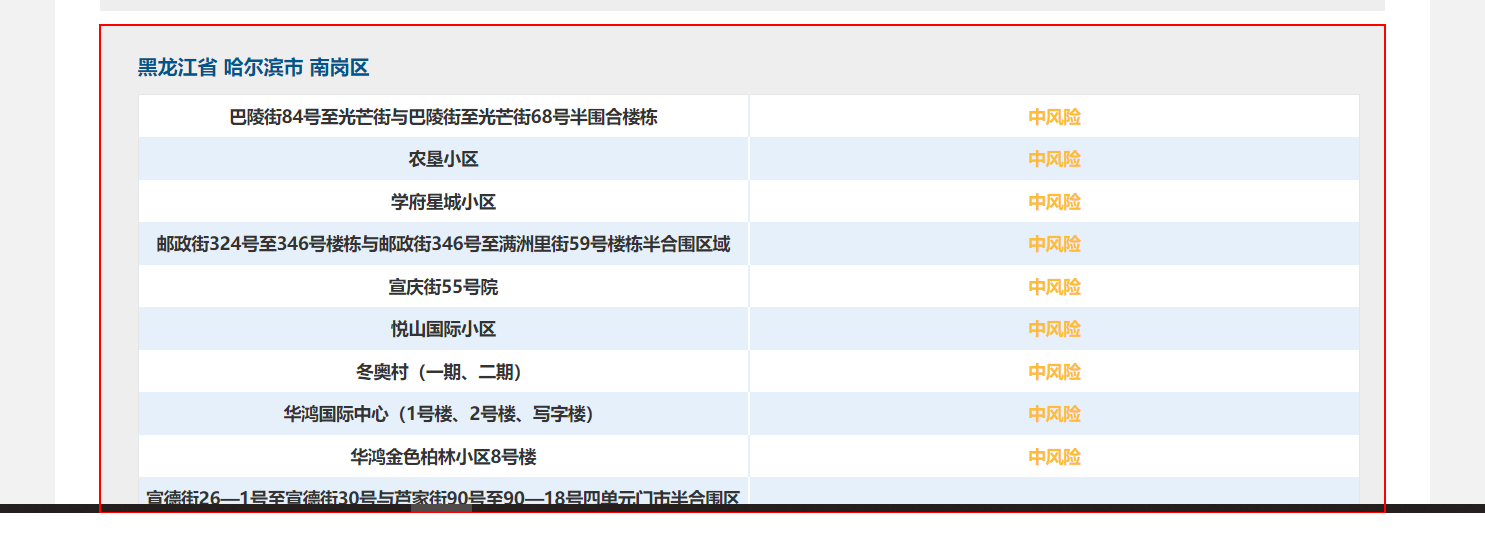 黑龙江省 哈尔滨市 南岗区
巴陵街84号至光芒街与巴陵街至光芒街68号半围合楼栋 中风险
农垦小区 中风险
学府星城小区 中风险
邮政街324号至346号楼栋与邮政街346号至满洲里街59号楼栋半合围区域 中风险
宣庆街55号院 中风险
悦山国际小区 中风险
冬奥村（一期、二期） 中风险
华鸿国际中心（1号楼、2号楼、写字楼） 中风险
华鸿金色柏林小区8号楼 中风险
宣德街26—1号至宣德街30号与芦家街90号至90—18号四单元门市半合围区